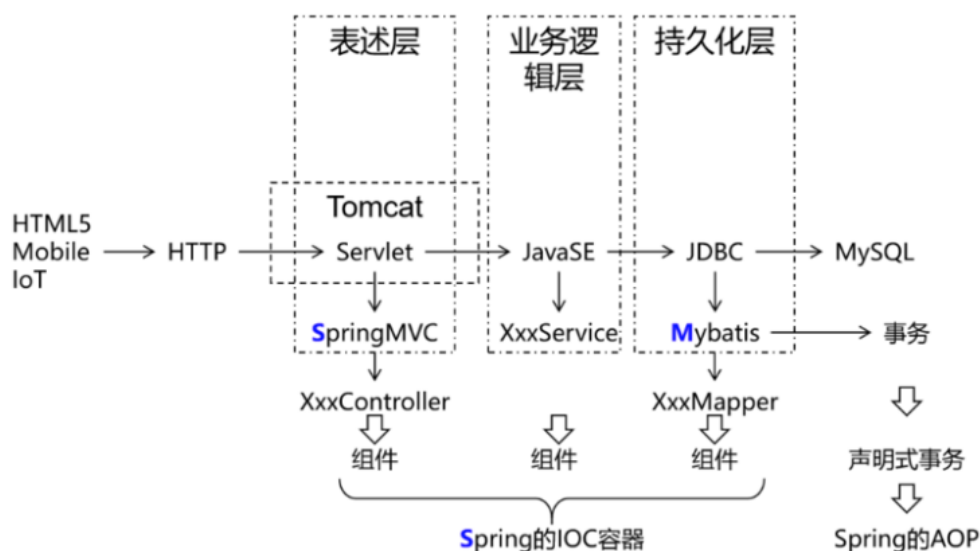 表述层
业务逻
辑层
持久化层
Tomcat
HTML5
Mobile
IoT
HTTP
Servlet
JavaSE
JDBC
MySQL
SpringMVC
XxxService
Mybatis
事务
XxxController
XxxMapper
组件
组件
组件
声明式事务
Spring的IOC容器
Spring的AOP